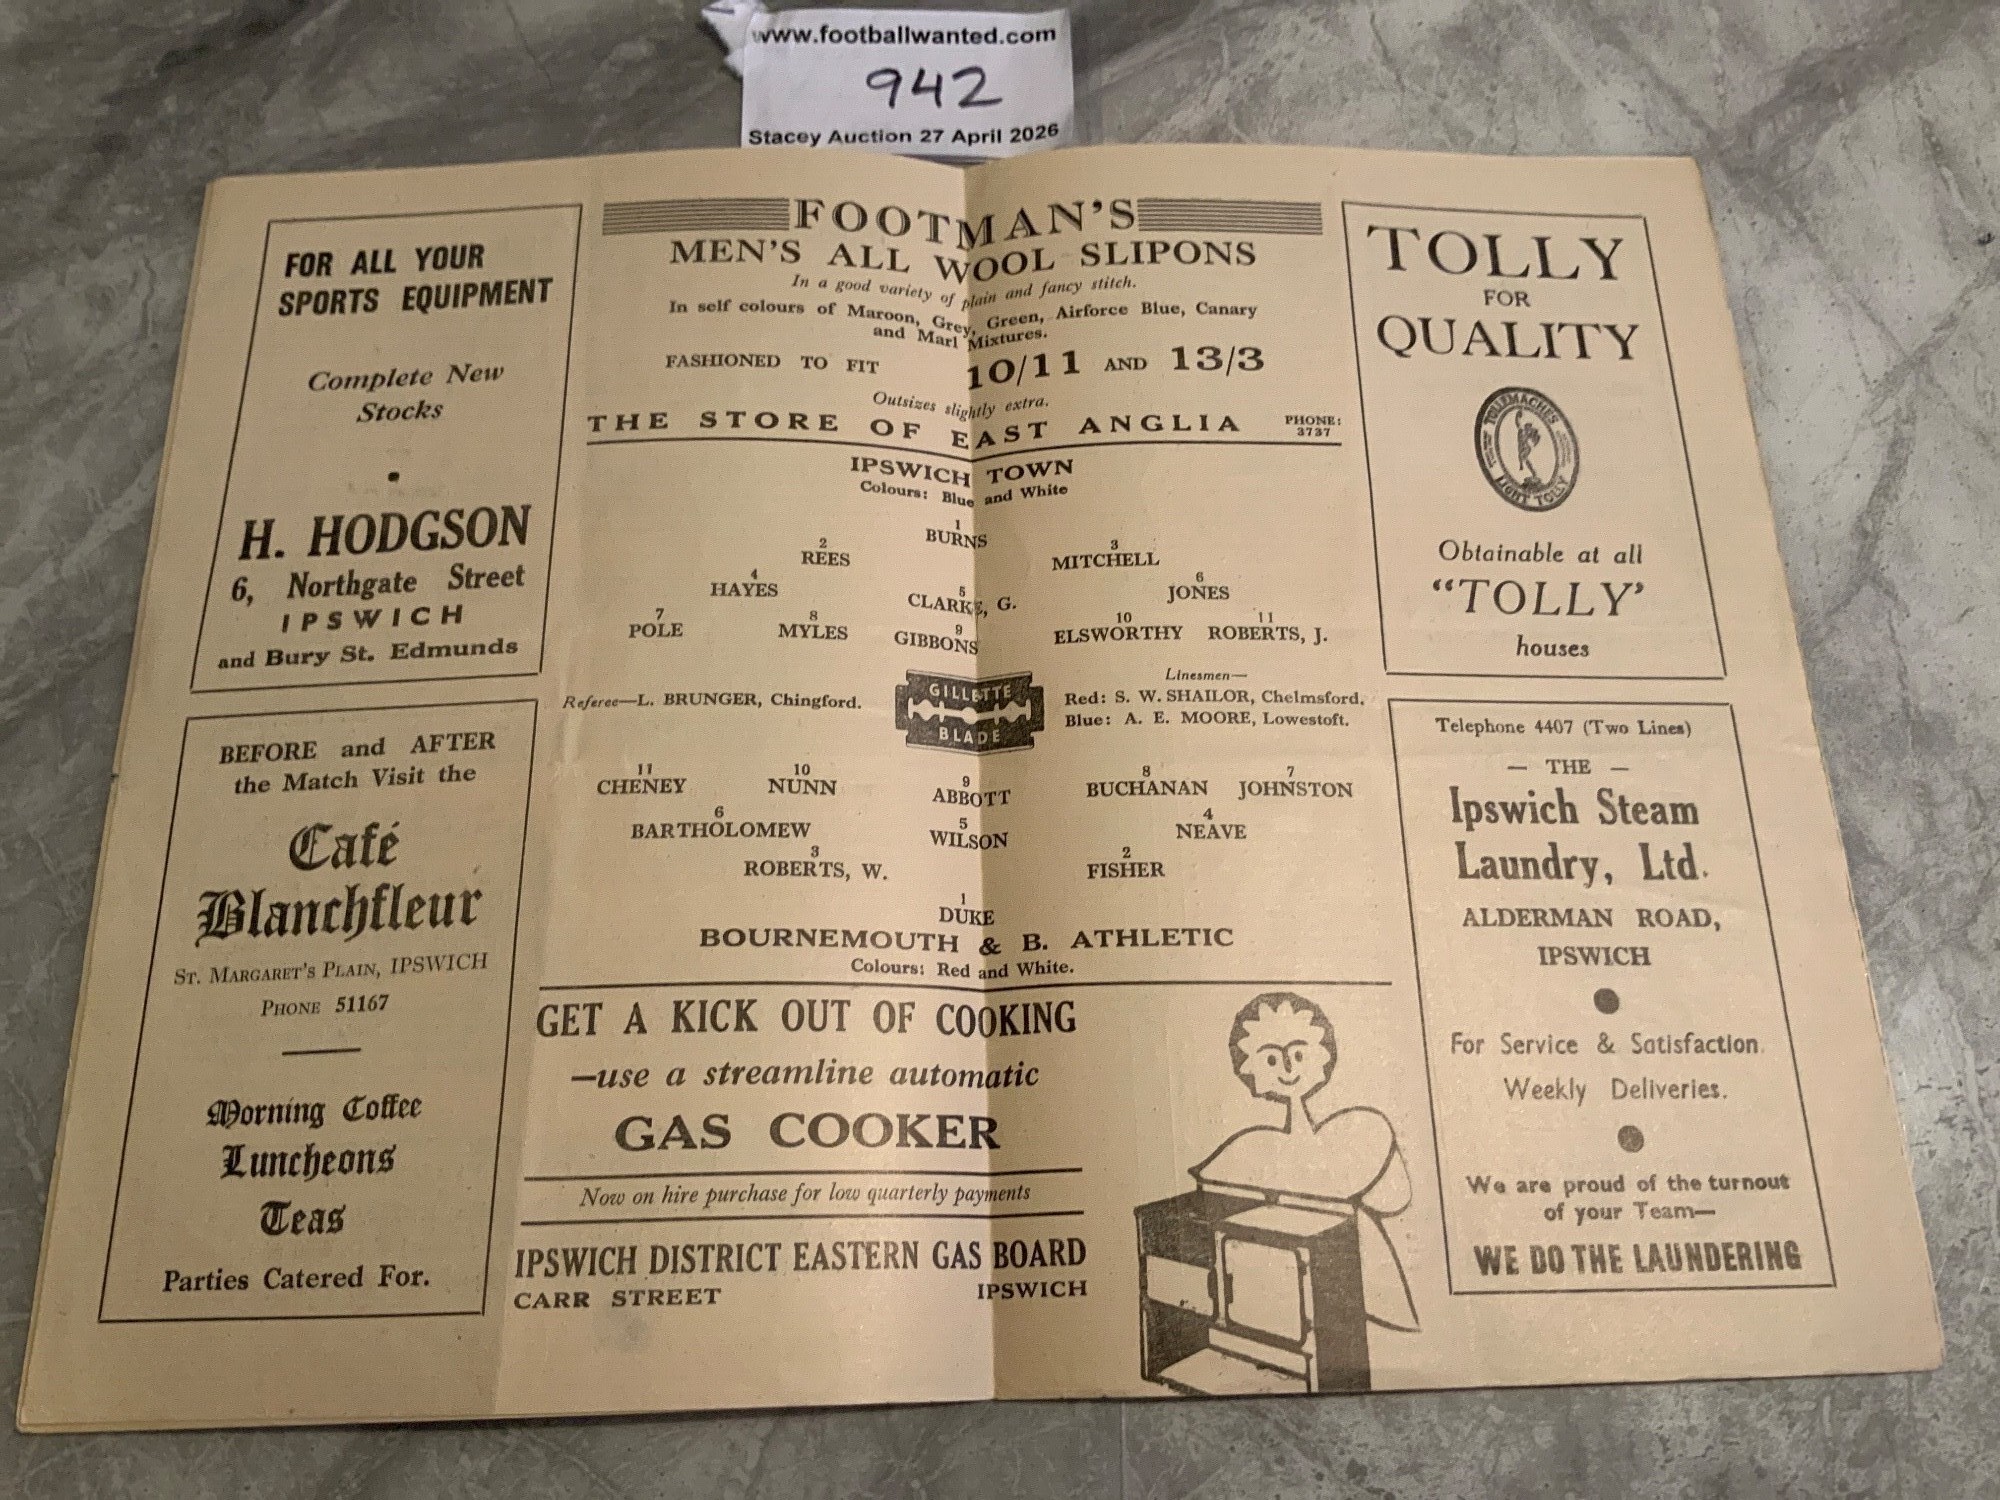 www.footballwanted.com
942
Stacey Auction 27 April 2026
FOR ALL YOUR
SPORTS EQUIPMENT
Complete New
Stocks
H. HODGSON
6, Northgate Street
IPSWICH
and Bury St. Edmunds
BEFORE and AFTER
the Match Visit the
Café
Blanchfleur
ST. MARGARET'S PLAIN, IPSWICH
PHONE 51167
Morning Coffee
Luncheons
Teas
Parties Catered For.
FOOTMAN'S
MEN'S ALL WOOL SLIPONS
In a good variety of plain and fancy stitch.
In self colours of Maroon, Grey, Green, Airforce Blue, Canary
and Marl Mixtures.
FASHIONED TO FIT 10/11 AND 13/3
Outsizes slightly extra.
THE STORE OF EAST ANGLIA PHONE:
3737
IPSWICH TOWN
Colours: Blue and White
1
BURNS
2 3
REES MITCHELL
4 5 6
HAYES CLARKE, G. JONES
7 8 9 10 11
POLE MYLES GIBBONS ELSWORTHY ROBERTS, J.
Referee—L. BRUNGER, Chingford.
GILLETTE
BLADE
Linesmen—
Red: S. W. SHAILOR, Chelmsford.
Blue: A. E. MOORE, Lowestoft.
11 10 9 8 7
CHENEY NUNN ABBOTT BUCHANAN JOHNSTON
6 5 4
BARTHOLOMEW WILSON NEAVE
3 2
ROBERTS, W. FISHER
1
DUKE
BOURNEMOUTH & B. ATHLETIC
Colours: Red and White.
GET A KICK OUT OF COOKING
—use a streamline automatic
GAS COOKER
Now on hire purchase for low quarterly payments
IPSWICH DISTRICT EASTERN GAS BOARD
CARR STREET IPSWICH
TOLLY
FOR
QUALITY
TOLLEMACHES
LIGHT TOLLY
Obtainable at all
"TOLLY'
houses
Telephone 4407 (Two Lines)
— THE —
Ipswich Steam
Laundry, Ltd.
ALDERMAN ROAD,
IPSWICH
For Service & Satisfaction.
Weekly Deliveries.
We are proud of the turnout
of your Team—
WE DO THE LAUNDERING